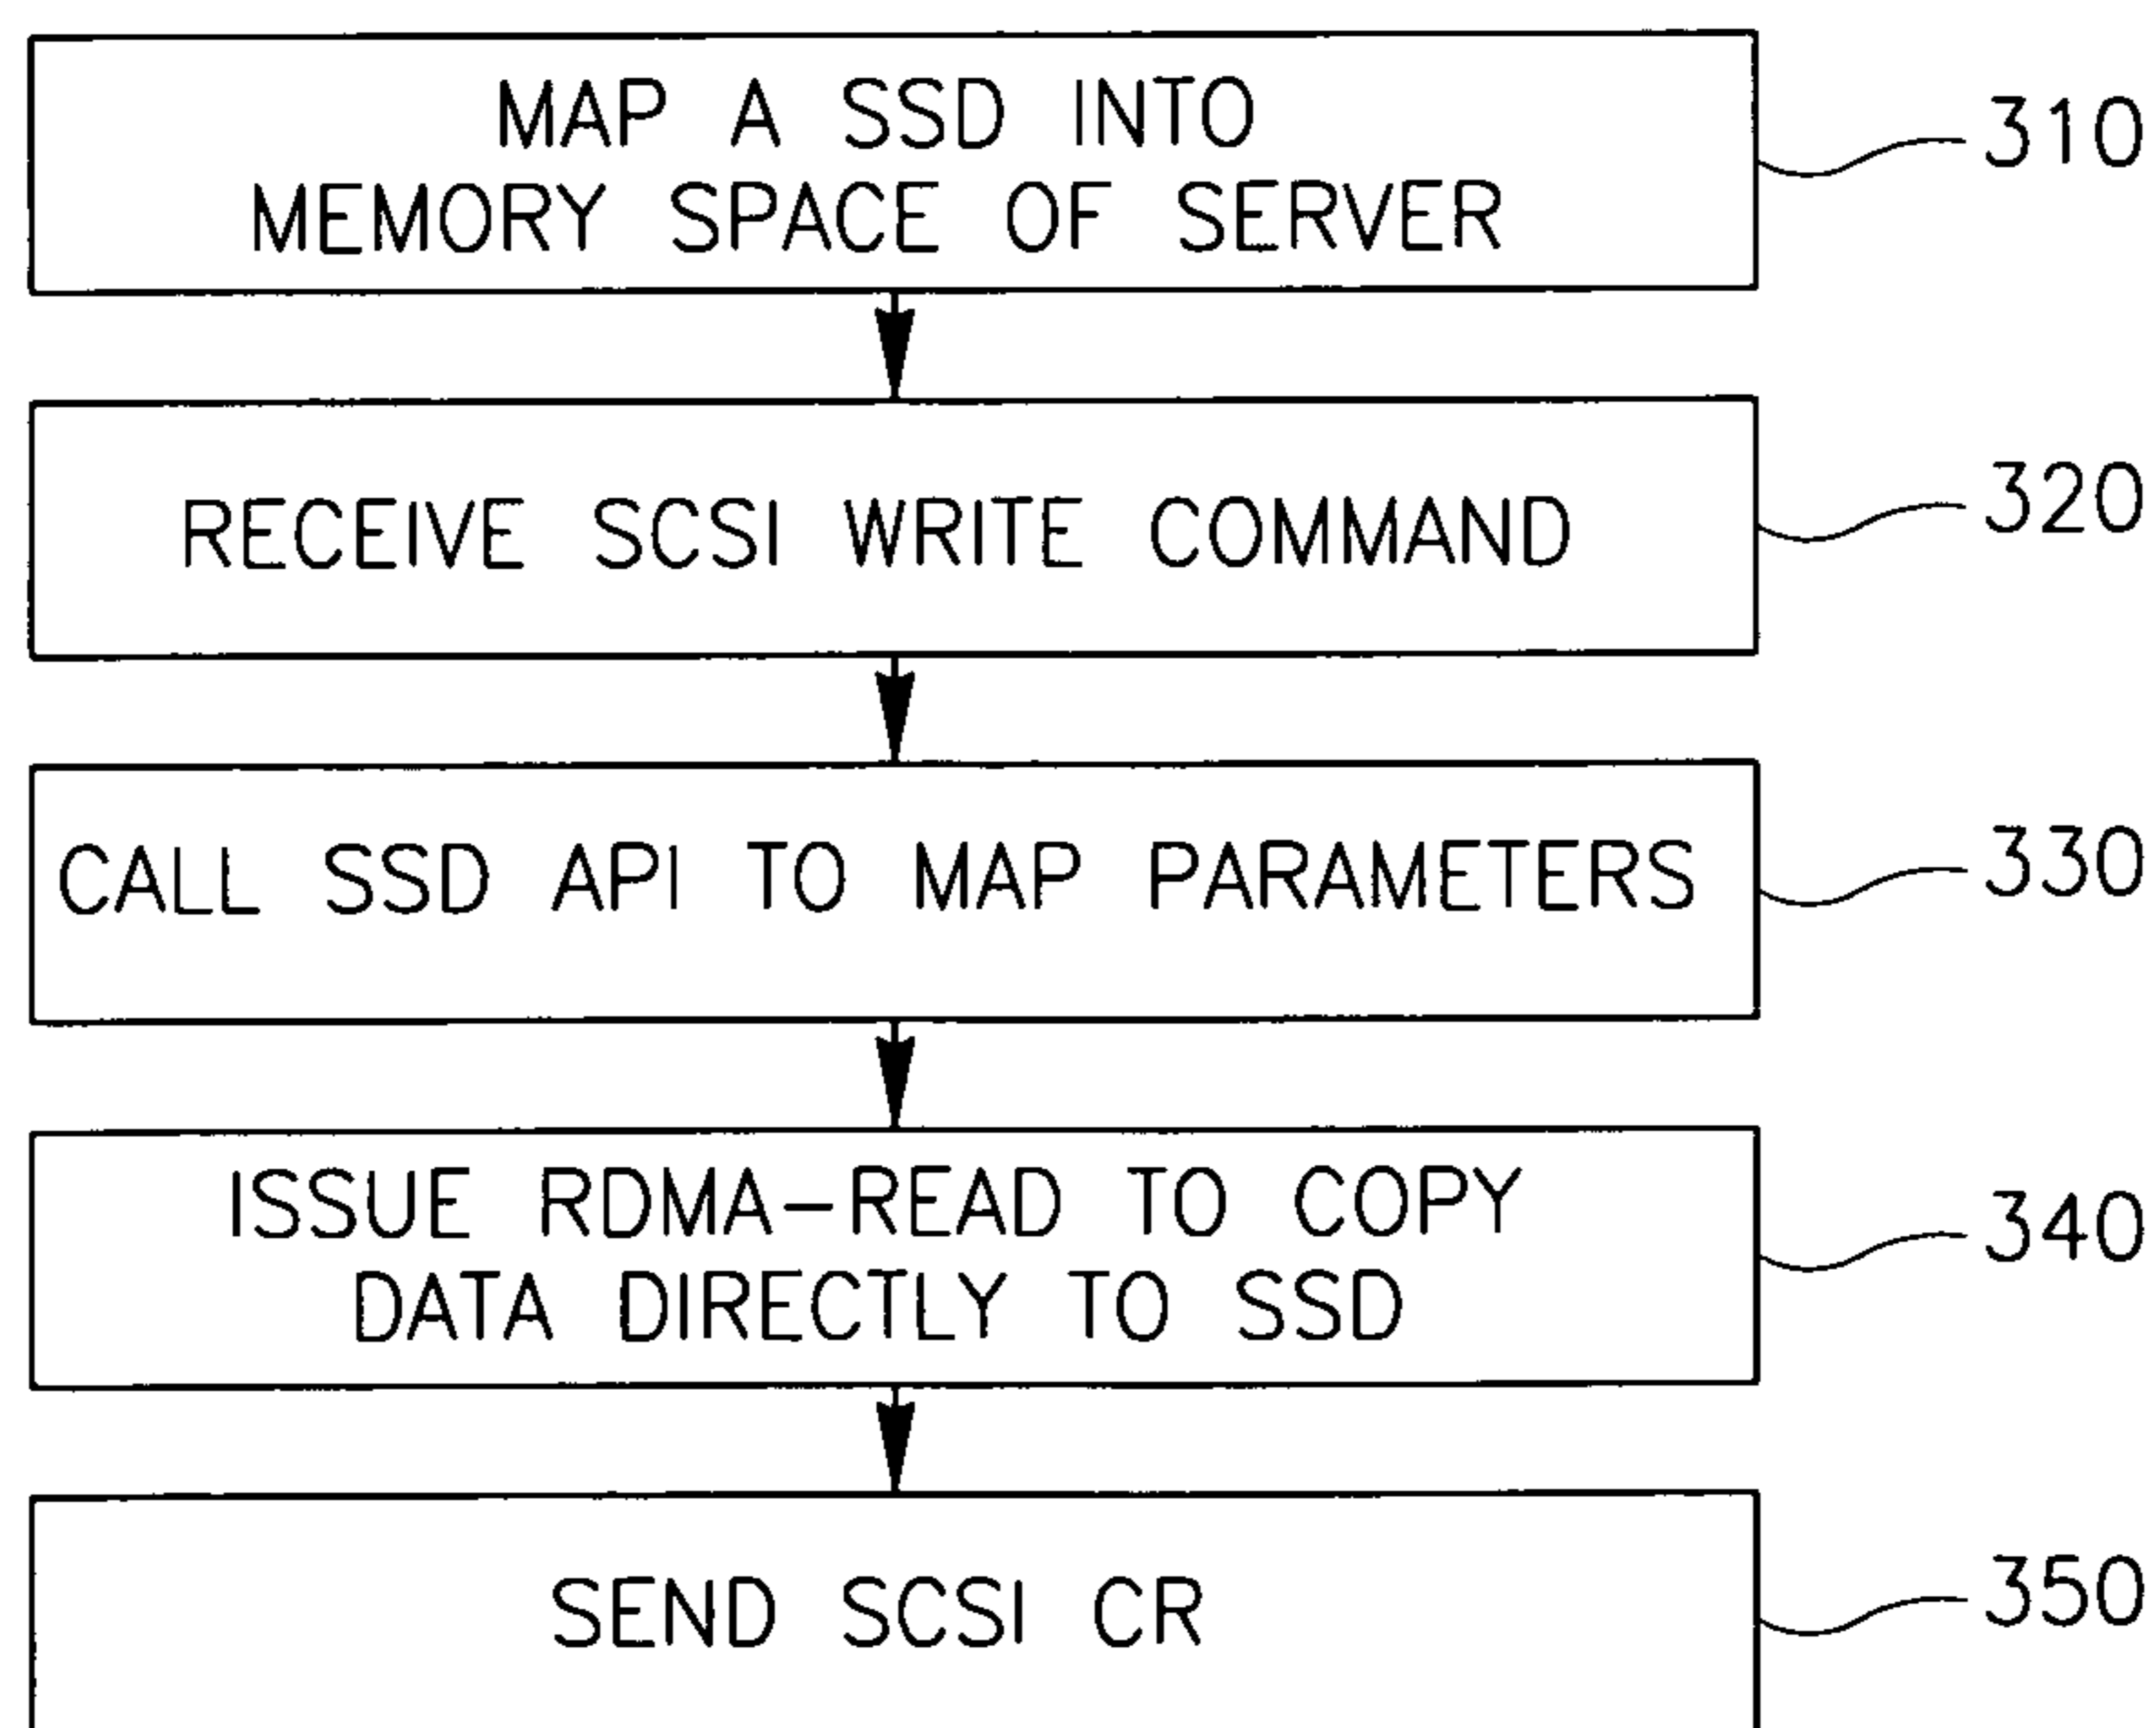 MAP A SSD INTO
MEMORY SPACE OF SERVER
310
RECEIVE SCSI WRITE COMMAND
320
CALL SSD API TO MAP PARAMETERS
330
ISSUE RDMA-READ TO COPY
DATA DIRECTLY TO SSD
340
SEND SCSI CR
350